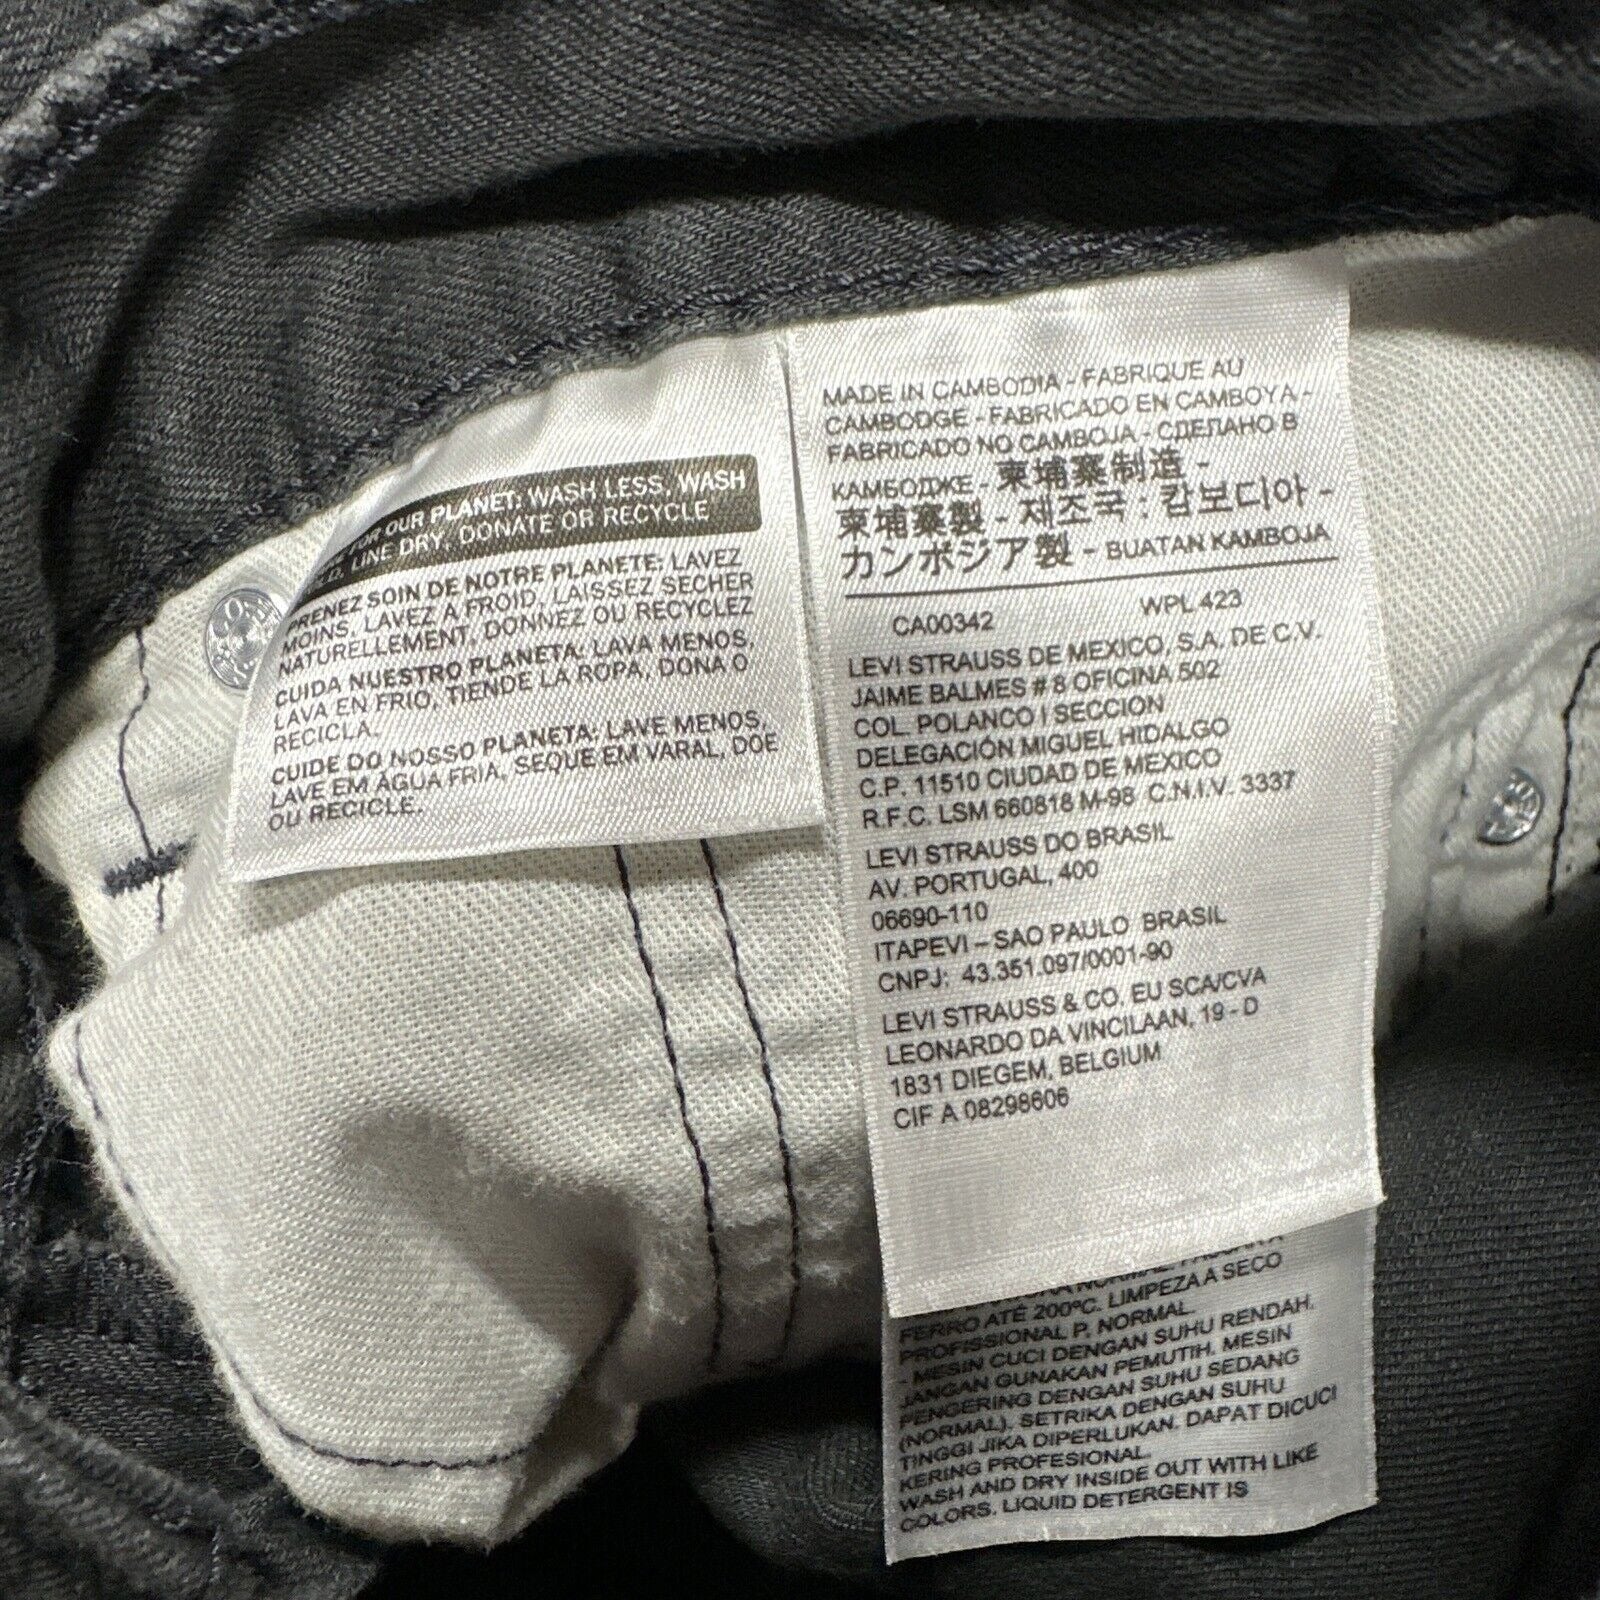 FOR OUR PLANET: WASH LESS, WASH
LINE DRY, DONATE OR RECYCLE
PRENEZ SOIN DE NOTRE PLANETE: LAVEZ
MOINS, LAVEZ A FROID, LAISSEZ SECHER
NATURELLEMENT, DONNEZ OU RECYCLEZ
CUIDA NUESTRO PLANETA: LAVA MENOS,
LAVA EN FRIO, TIENDE LA ROPA, DONA O
RECICLA.
CUIDE DO NOSSO PLANETA: LAVE MENOS,
LAVE EM ÁGUA FRIA, SEQUE EM VARAL, DOE
OU RECICLE.
MADE IN CAMBODIA - FABRIQUE AU
CAMBODGE - FABRICADO EN CAMBOYA -
FABRICADO NO CAMBOJA - СДЕЛАНО В
КАМБОДЖЕ - 柬埔寨制造 -
柬埔寨製 - 제조국 : 캄보디아 -
カンボジア製 - BUATAN KAMBOJA
CA00342 WPL 423
LEVI STRAUSS DE MEXICO, S.A. DE C.V.
JAIME BALMES # 8 OFICINA 502
COL. POLANCO I SECCION
DELEGACIÓN MIGUEL HIDALGO
C.P. 11510 CIUDAD DE MEXICO
R.F.C. LSM 660818 M-98 C.N.I.V. 3337
LEVI STRAUSS DO BRASIL
AV. PORTUGAL, 400
06690-110
ITAPEVI – SAO PAULO BRASIL
CNPJ: 43.351.097/0001-90
LEVI STRAUSS & CO. EU SCA/CVA
LEONARDO DA VINCILAAN, 19 - D
1831 DIEGEM, BELGIUM
CIF A 08298606
FERRO ATÉ 200ºC. LIMPEZA A SECO
PROFISSIONAL P, NORMAL.
- MESIN CUCI DENGAN SUHU RENDAH.
JANGAN GUNAKAN PEMUTIH. MESIN
PENGERING DENGAN SUHU SEDANG
(NORMAL). SETRIKA DENGAN SUHU
TINGGI JIKA DIPERLUKAN. DAPAT DICUCI
KERING PROFESIONAL.
WASH AND DRY INSIDE OUT WITH LIKE
COLORS. LIQUID DETERGENT IS